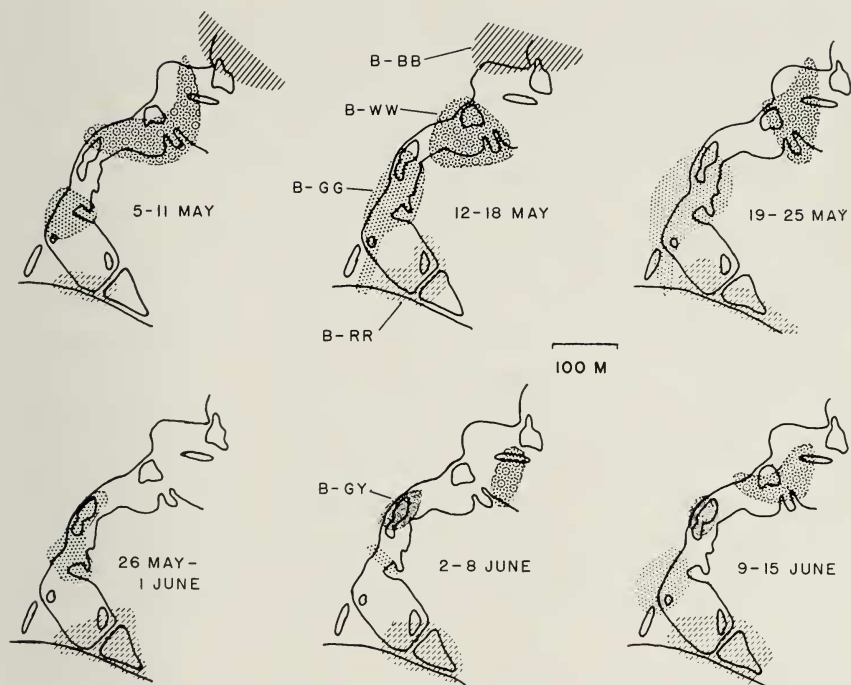 B-BB
B-WW
B-GG
5-11 MAY
12-18 MAY
19-25 MAY
B-RR
100 M
B-GY
26 MAY-
1 JUNE
2-8 JUNE
9-15 JUNE